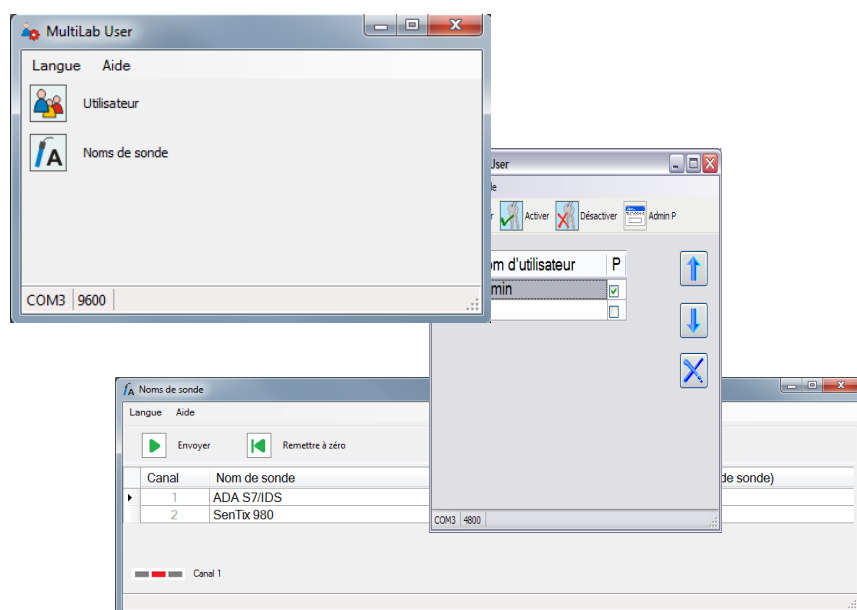 MultiLab User
Langue Aide
Utilisateur
Noms de sonde
COM3 9600
User
Activer Désactiver Admin P
om d'utilisateur P
min
COM3 4800
Noms de sonde
Langue Aide
Envoyer Remettre à zéro
Canal Nom de sonde de sonde)
1 ADA S7/IDS
2 SenTix 980
Canal 1